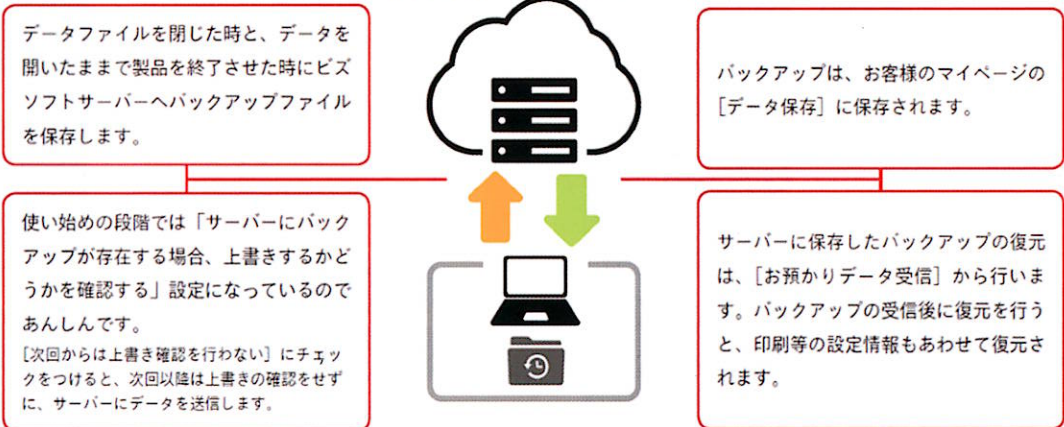 データファイルを閉じた時と、データを
開いたままで製品を終了させた時にビズ
ソフトサーバーへバックアップファイル
を保存します。
使い始めの段階では「サーバーにバック
アップが存在する場合、上書きするかど
うかを確認する」設定になっているので
あんしんです。
[次回からは上書き確認を行わない]にチェッ
クをつけると、次回以降は上書きの確認をせず
に、サーバーにデータを送信します。
バックアップは、お客様のマイページの
[データ保存]に保存されます。
サーバーに保存したバックアップの復元
は、[お預かりデータ受信]から行いま
す。バックアップの受信後に復元を行う
と、印刷等の設定情報もあわせて復元さ
れます。